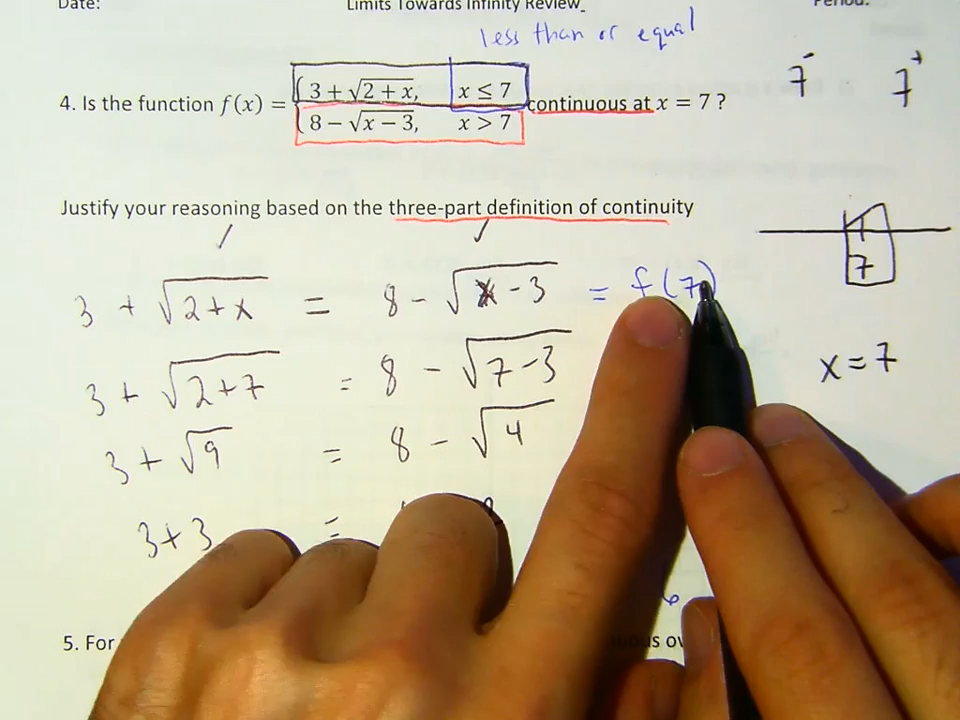 Date: Limits Towards Infinity Review_ Period:
less than or equal
7⁻ 7⁺
4. Is the function f(x) = { 3 + √(2 + x), x ≤ 7
8 − √(x − 3), x > 7 continuous at x = 7 ?
Justify your reasoning based on the three-part definition of continuity
✓ ✓
7
3 + √(2 + x) = 8 − √(x − 3) = f(7)
x = 7
3 + √(2 + 7) = 8 − √(7 − 3)
3 + √9 = 8 − √4
3 + 3 =
5. For